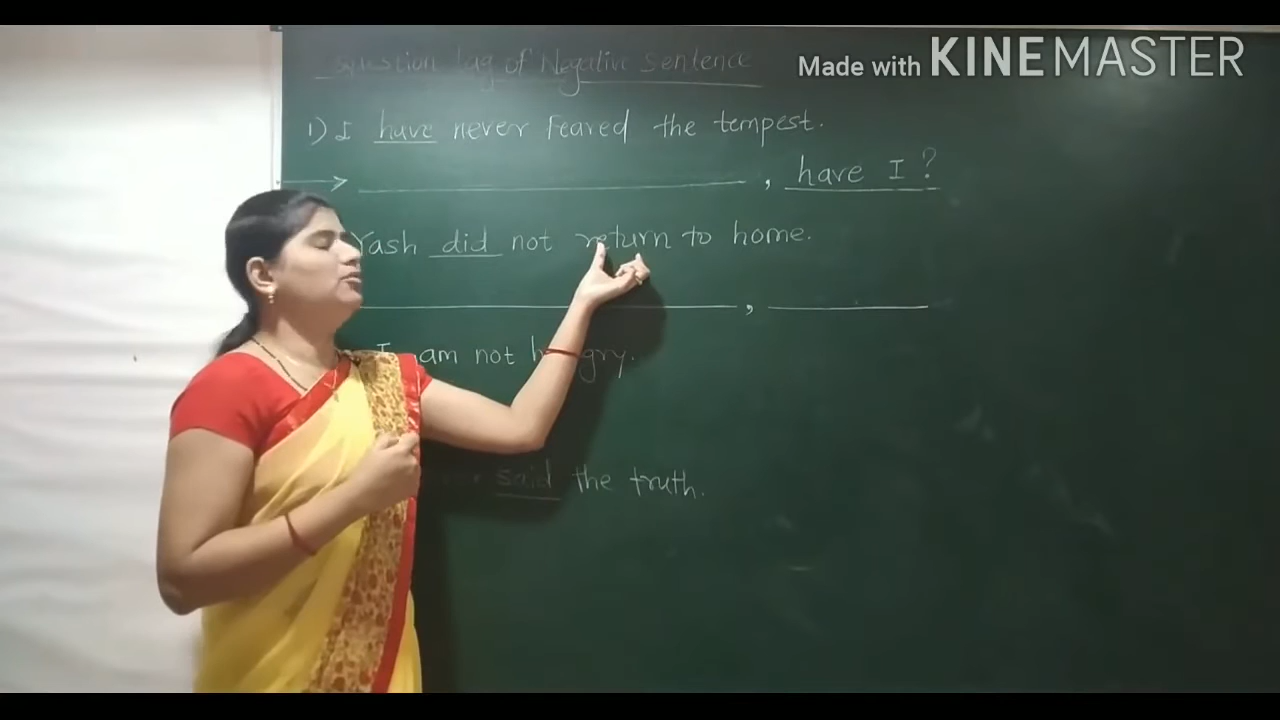 Question tag of Negative Sentence
Made with KINEMASTER
1) I have never Feared the tempest.
, have I ?
Yash did not return to home.
,
I am not hungry.
said the truth.